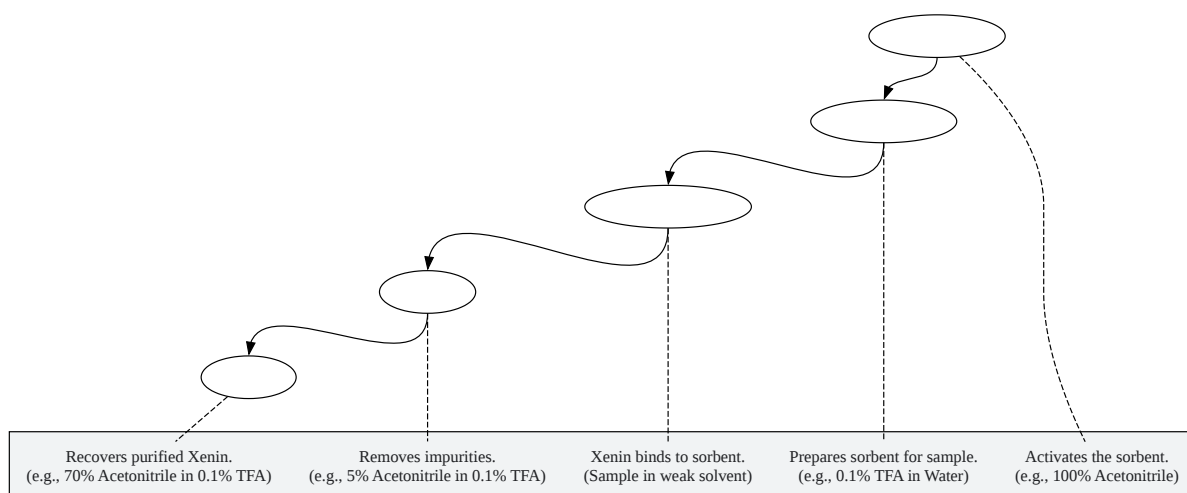 Recovers purified Xenin.
(e.g., 70% Acetonitrile in 0.1% TFA)
Removes impurities.
(e.g., 5% Acetonitrile in 0.1% TFA)
Xenin binds to sorbent.
(Sample in weak solvent)
Prepares sorbent for sample.
(e.g., 0.1% TFA in Water)
Activates the sorbent.
(e.g., 100% Acetonitrile)